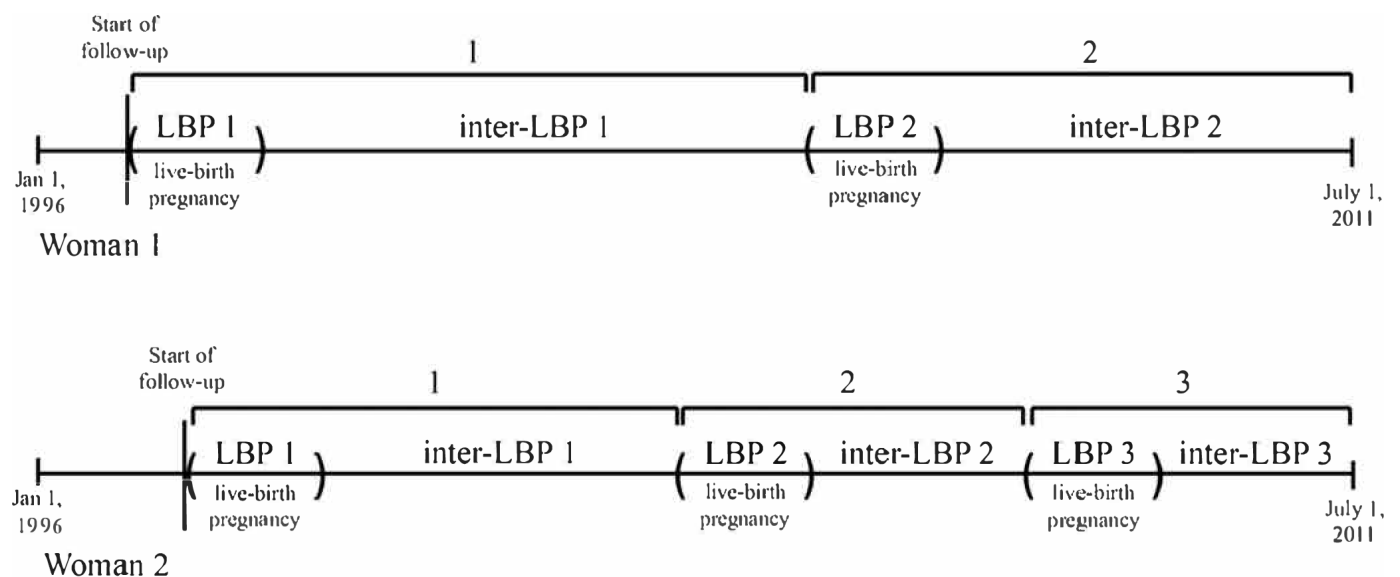 Start of
follow-up
1
2
LBP 1
inter-LBP 1
LBP 2
inter-LBP 2
live-birth
pregnancy
live-birth
pregnancy
Jan 1,
1996
July 1,
2011
Woman 1
Start of
follow-up
1
2
3
LBP 1
inter-LBP 1
LBP 2
inter-LBP 2
LBP 3
inter-LBP 3
live-birth
pregnancy
live-birth
pregnancy
live-birth
pregnancy
Jan 1,
1996
July 1,
2011
Woman 2